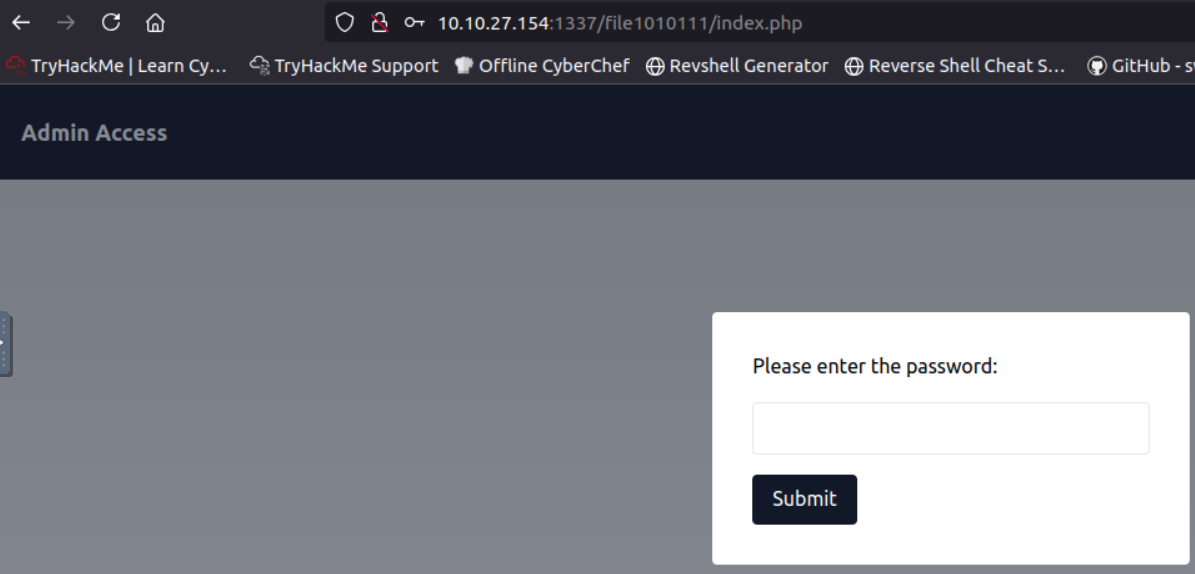 10.10.27.154:1337/file1010111/index.php
TryHackMe | Learn Cy... TryHackMe Support Offline CyberChef Revshell Generator Reverse Shell Cheat S... GitHub - sw
Admin Access
Please enter the password:
Submit